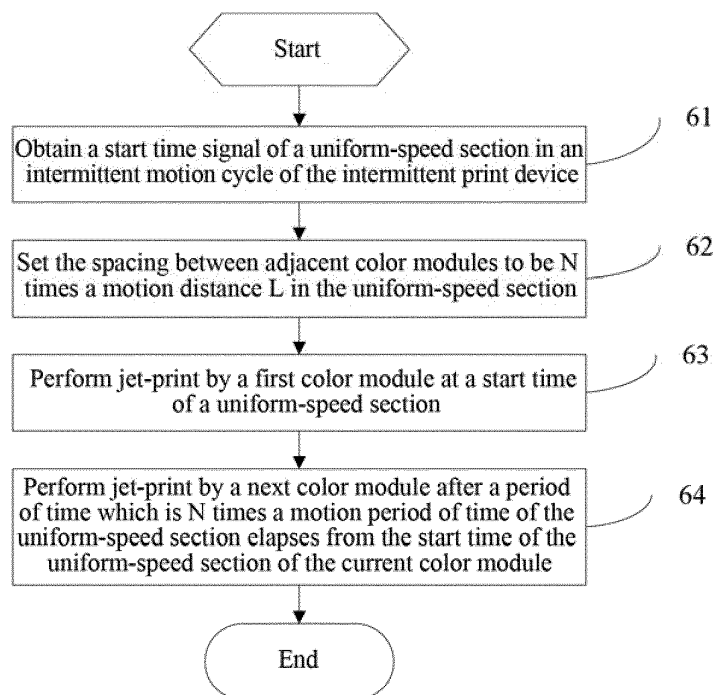 Start
61
Obtain a start time signal of a uniform-speed section in an
intermittent motion cycle of the intermittent print device
62
Set the spacing between adjacent color modules to be N
times a motion distance L in the uniform-speed section
63
Perform jet-print by a first color module at a start time
of a uniform-speed section
64
Perform jet-print by a next color module after a period
of time which is N times a motion period of time of the
uniform-speed section elapses from the start time of the
uniform-speed section of the current color module
End